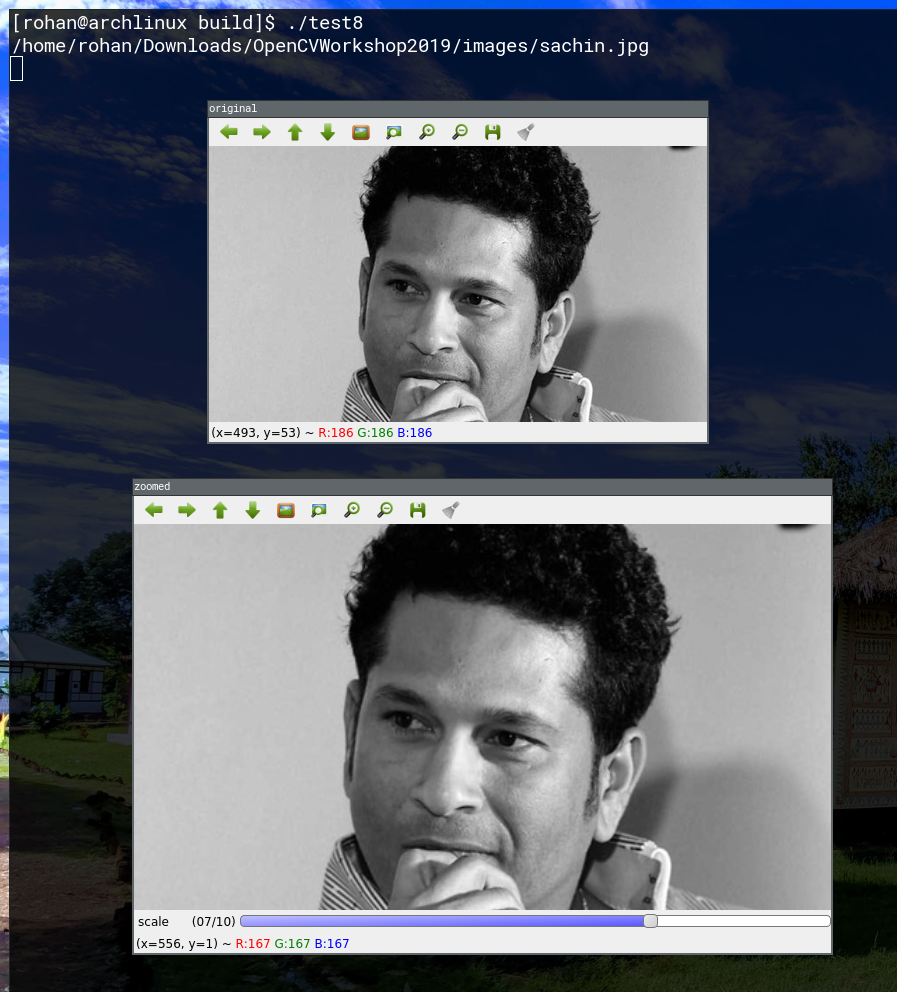 [rohan@archlinux build]$ ./test8
/home/rohan/Downloads/OpenCVWorkshop2019/images/sachin.jpg
original
(x=493, y=53) ~ R:186 G:186 B:186
zoomed
scale (07/10)
(x=556, y=1) ~ R:167 G:167 B:167